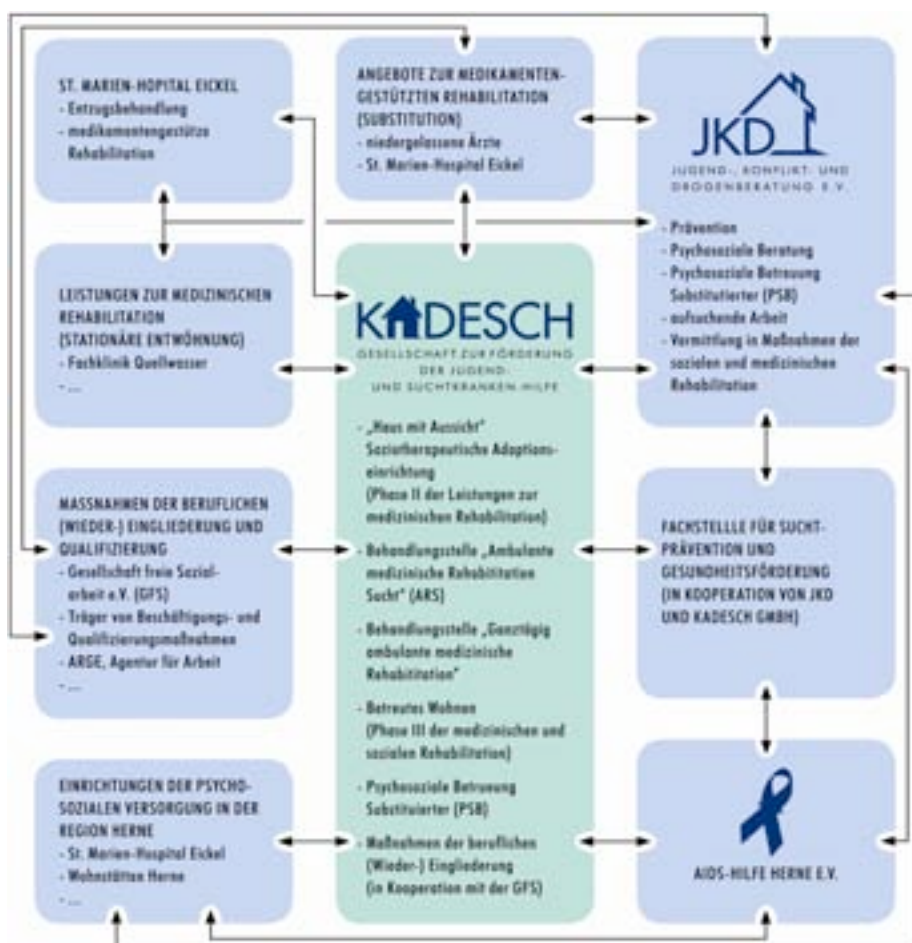 ST. MARIEN-HOPITAL EICKEL
- Entzugsbehandlung
- medikamentengestütze
Rehabilitation
ANGEBOTE ZUR MEDIKAMENTEN-
GESTÜTZTEN REHABILITATION
(SUBSTITUTION)
- niedergelassene Ärzte
- St. Marien-Hospital Eickel
JKD
JUGEND-, KONFLIKT- UND
DROGENBERATUNG E.V.
- Prävention
- Psychosoziale Beratung
- Psychosoziale Betreuung
Substituierter (PSB)
- aufsuchende Arbeit
- Vermittlung in Maßnahmen der
sozialen und medizinischen
Rehabilitation
LEISTUNGEN ZUR MEDIZINISCHEN
REHABILITATION
(STATIONÄRE ENTWÖHNUNG)
- Fachklinik Quellwasser
- ...
KADESCH
GESELLSCHAFT ZUR FÖRDERUNG
DER JUGEND-
UND SUCHTKRANKEN-HILFE
- „Haus mit Aussicht“
Soziotherapeutische Adaptions-
einrichtung
(Phase II der Leistungen zur
medizinischen Rehabilitation)
- Behandlungstelle „Ambulante
medizinische Rehabititation
Sucht“ (ARS)
- Behandlungsstelle „Ganztägig
ambulante medizinische
Rehabititation“
- Betreutes Wohnen
(Phase III der medizinischen und
sozialen Rehabilitation)
- Psychosoziale Betreuung
Substituierter (PSB)
- Maßnahmen der beruflichen
(Wieder-) Eingliederung
(in Kooperation mit der GFS)
MASSNAHMEN DER BERUFLICHEN
(WIEDER-) EINGLIEDERUNG UND
QUALIFIZIERUNG
- Gesellschaft freie Sozial-
arbeit e.V. (GFS)
- Träger von Beschäftigungs- und
Qualifizierungsmaßnahmen
- ARGE, Agentur für Arbeit
- ...
FACHSTELLLE FÜR SUCHT-
PRÄVENTION UND
GESUNDHEITSFÖRDERUNG
(IN KOOPERATION VON JKD
UND KADESCH GMBH)
EINRICHTUNGEN DER PSYCHO-
SOZIALEN VERSORGUNG IN DER
REGION HERNE
- St. Marien-Hospital Eickel
- Wohnstätten Herne
- ...
AIDS-HILFE HERNE E.V.